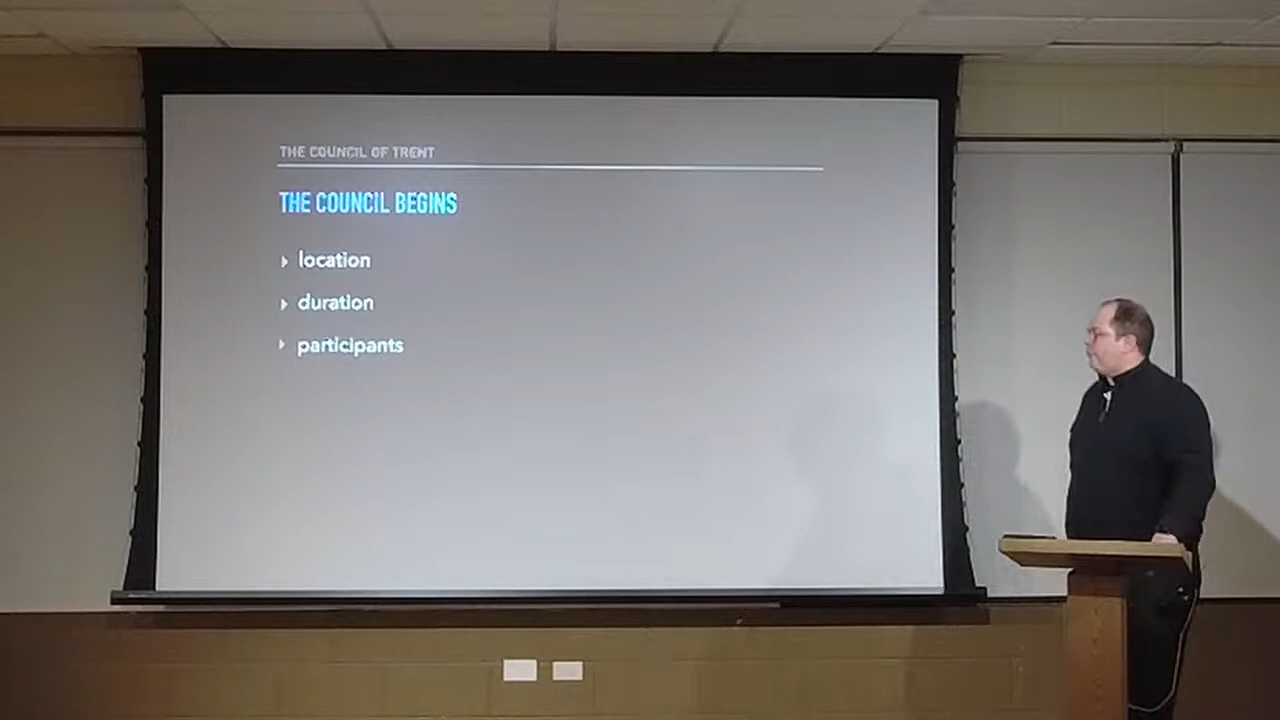 THE COUNCIL OF TRENT
THE COUNCIL BEGINS
location
duration
participants